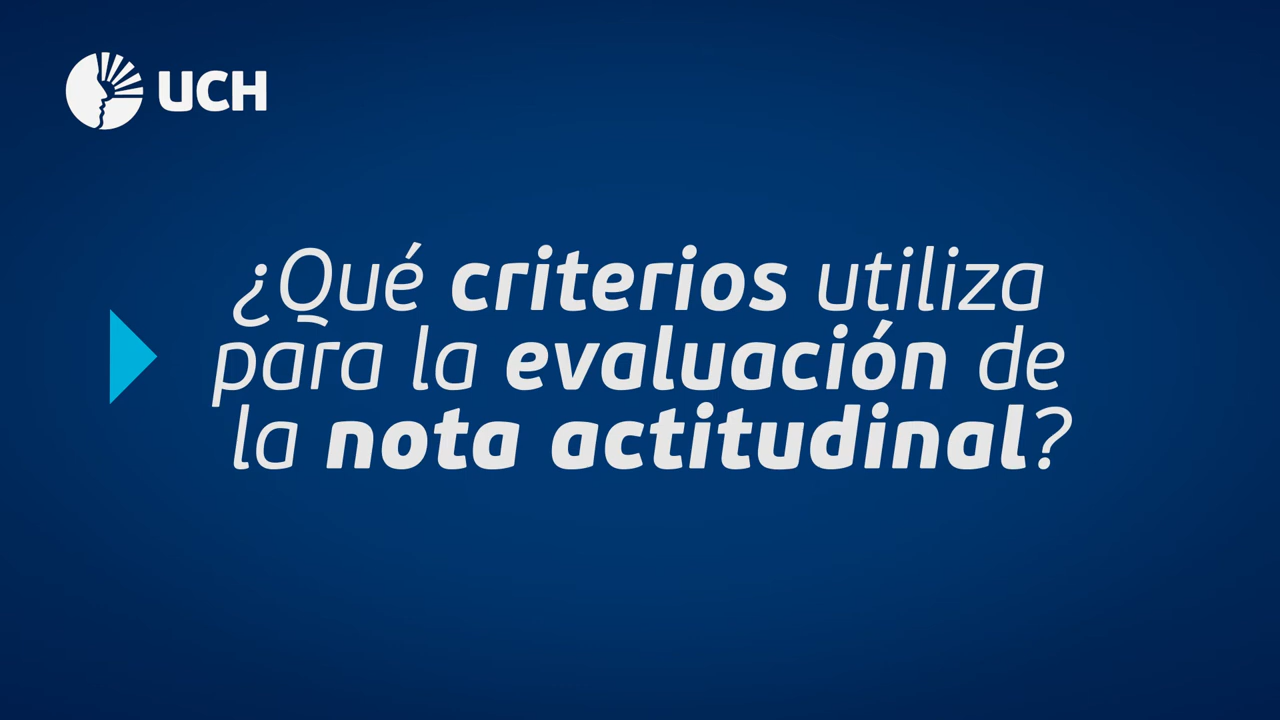 UCH
¿Qué criterios utiliza
para la evaluación de
la nota actitudinal?